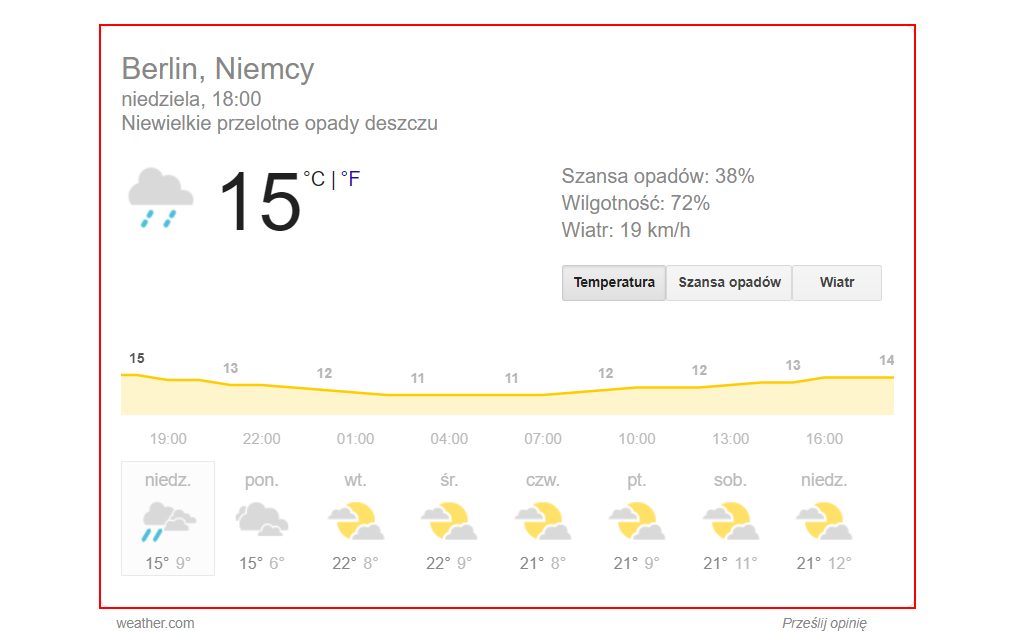 Berlin, Niemcy
niedziela, 18:00
Niewielkie przelotne opady deszczu
15 °C | °F
Szansa opadów: 38%
Wilgotność: 72%
Wiatr: 19 km/h
Temperatura Szansa opadów Wiatr
15 13 12 11 11 12 12 13 14
19:00 22:00 01:00 04:00 07:00 10:00 13:00 16:00
niedz. pon. wt. śr. czw. pt. sob. niedz.
15° 9° 15° 6° 22° 8° 22° 9° 21° 8° 21° 9° 21° 11° 21° 12°
weather.com Prześlij opinię